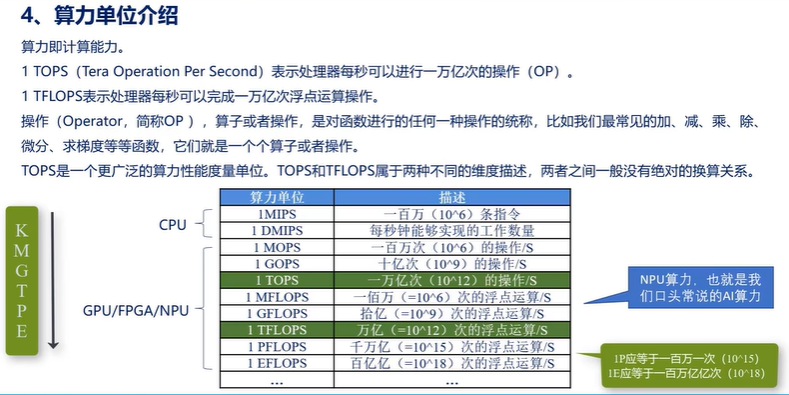 4、算力单位介绍
算力即计算能力。
1 TOPS（Tera Operation Per Second）表示处理器每秒可以进行一万亿次的操作（OP）。
1 TFLOPS表示处理器每秒可以完成一万亿次浮点运算操作。
操作（Operator，简称OP ），算子或者操作，是对函数进行的任何一种操作的统称，比如我们最常见的加、减、乘、除、
微分、求梯度等等函数，它们就是一个个算子或者操作。
TOPS是一个更广泛的算力性能度量单位。TOPS和TFLOPS属于两种不同的维度描述，两者之间一般没有绝对的换算关系。
算力单位 描述
1MIPS 一百万（10^6）条指令
1 DMIPS 每秒钟能够实现的工作数量
1 MOPS 一百万次（10^6）的操作/S
1 GOPS 十亿次（10^9）的操作/S
1 TOPS 一万亿次（10^12）的操作/S
1 MFLOPS 一佰万（=10^6）次的浮点运算/S
1 GFLOPS 拾亿（=10^9）次的浮点运算/S
1 TFLOPS 万亿（=10^12）次的浮点运算/S
1 PFLOPS 千万亿（=10^15）次的浮点运算/S
1 EFLOPS 百亿亿（=10^18）次的浮点运算/S
... ...
K
M
G
T
P
E
CPU
GPU/FPGA/NPU
NPU算力，也就是我
们口头常说的AI算力
1P应等于一百万一次（10^15）
1E应等于一百万亿亿次（10^18）